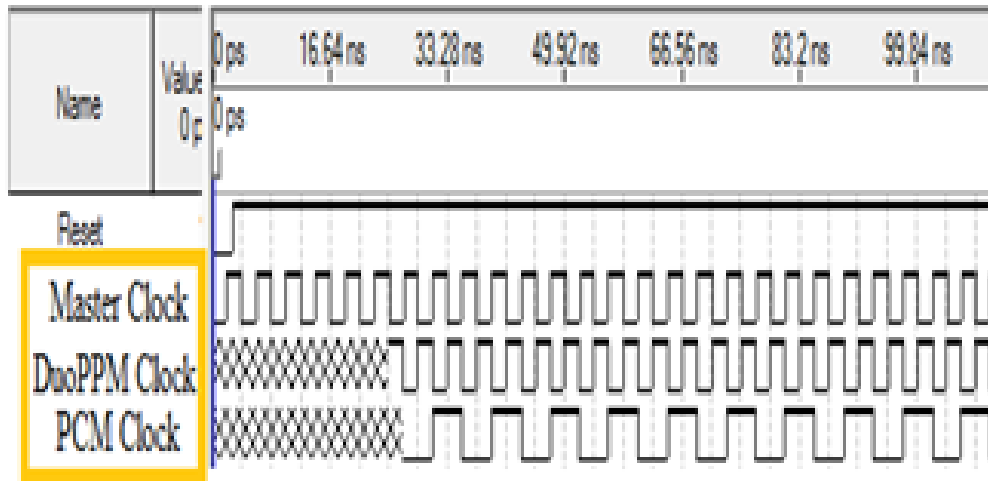 Name
Value
0 p
0 ps 16.64 ns 33.28 ns 49.92 ns 66.56 ns 83.2 ns 99.84 ns
0 ps
Reset
Master Clock
DuoPPM Clock
PCM Clock